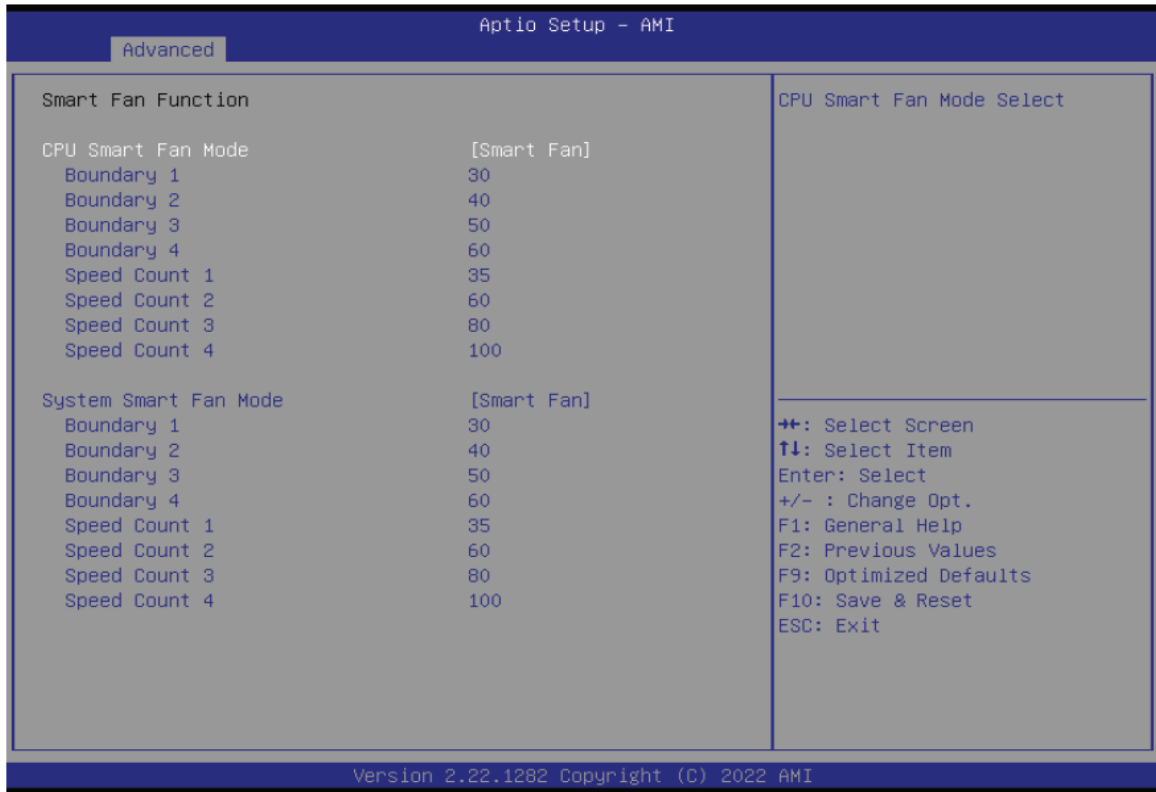 Aptio Setup – AMI
Advanced
Smart Fan Function
CPU Smart Fan Mode [Smart Fan]
Boundary 1 30
Boundary 2 40
Boundary 3 50
Boundary 4 60
Speed Count 1 35
Speed Count 2 60
Speed Count 3 80
Speed Count 4 100
System Smart Fan Mode [Smart Fan]
Boundary 1 30
Boundary 2 40
Boundary 3 50
Boundary 4 60
Speed Count 1 35
Speed Count 2 60
Speed Count 3 80
Speed Count 4 100
CPU Smart Fan Mode Select
→←: Select Screen
↑↓: Select Item
Enter: Select
+/- : Change Opt.
F1: General Help
F2: Previous Values
F9: Optimized Defaults
F10: Save & Reset
ESC: Exit
Version 2.22.1282 Copyright (C) 2022 AMI